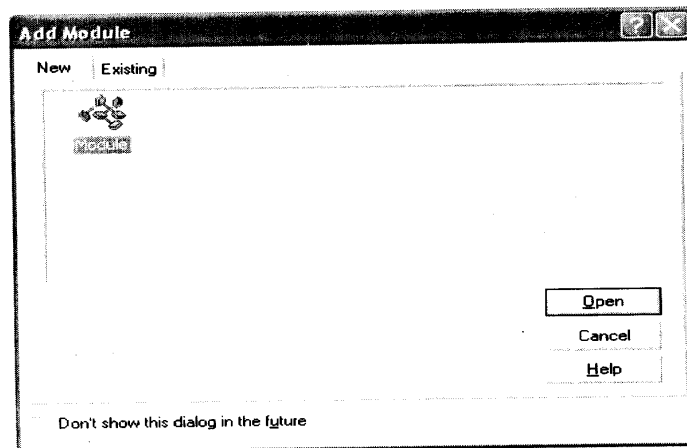 Add Module
New Existing
Module
Open
Cancel
Help
Don't show this dialog in the future